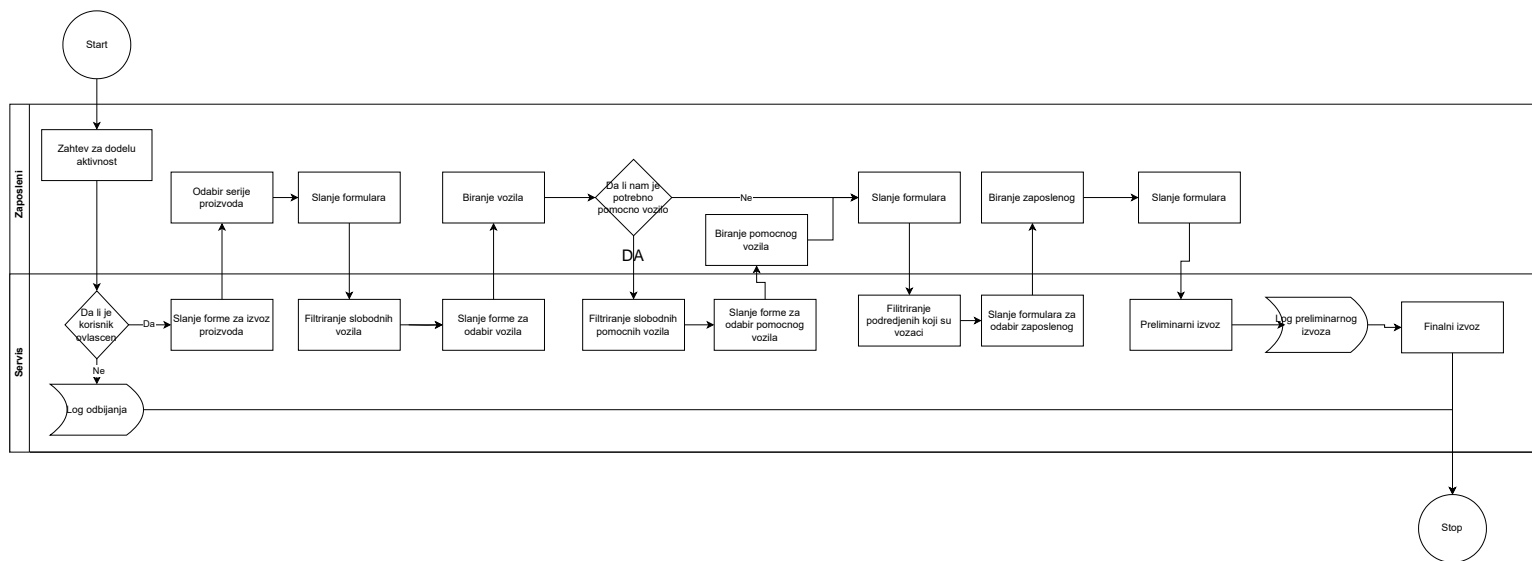 Start
Zaposleni
Zahtev za dodelu
aktivnost
Odabir serije
proizvoda
Slanje formulara
Biranje vozila
Da li nam je
potrebno
pomocno vozilo
Ne
DA
Biranje pomocnog
vozila
Slanje formulara
Biranje zaposlenog
Slanje formulara
Servis
Da li je
korisnik
ovlascen
Da
Ne
Slanje forme za izvoz
proizvoda
Filtriranje slobodnih
vozila
Slanje forme za
odabir vozila
Filtriranje slobodnih
pomocnih vozila
Slanje forme za
odabir pomocnog
vozila
Filitriranje
podredjenih koji su
vozaci
Slanje formulara za
odabir zaposlenog
Preliminarni izvoz
Log preliminarnog
izvoza
Finalni izvoz
Log odbijanja
Stop